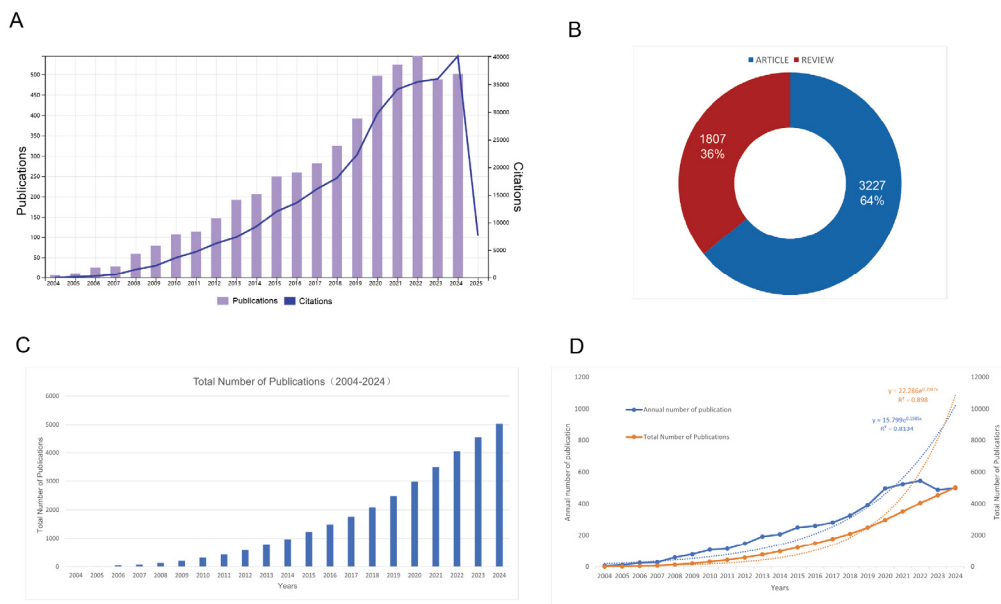 A
Publications
500
450
400
350
300
250
200
150
100
50
0
40000
35000
30000
25000
20000
15000
10000
5000
0
Citations
2004 2005 2006 2007 2008 2009 2010 2011 2012 2013 2014 2015 2016 2017 2018 2019 2020 2021 2022 2023 2024 2025
Publications Citations
B
ARTICLE REVIEW
1807
36%
3227
64%
C
Total Number of Publications（2004-2024）
Total Number of Publications
6000
5000
4000
3000
2000
1000
0
2004 2005 2006 2007 2008 2009 2010 2011 2012 2013 2014 2015 2016 2017 2018 2019 2020 2021 2022 2023 2024
Years
D
Annual number of publication
1200
1000
800
600
400
200
0
Annual number of publication
Total Number of Publications
R² = 0.898
R² = 0.8134
12000
10000
8000
6000
4000
2000
0
Total Number of Publications
2004 2005 2006 2007 2008 2009 2010 2011 2012 2013 2014 2015 2016 2017 2018 2019 2020 2021 2022 2023 2024
Years